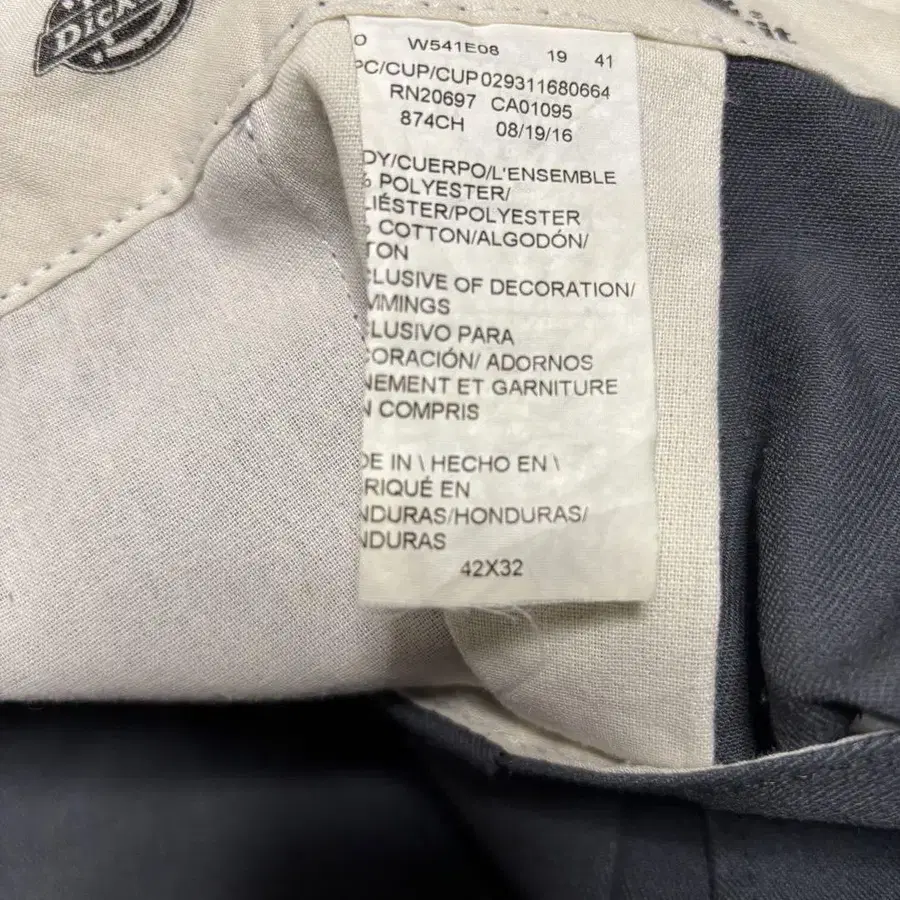 Dick
it
O W541E08 19 41
PC/CUP/CUP 029311680664
RN20697 CA01095
874CH 08/19/16
DY/CUERPO/L'ENSEMBLE
% POLYESTER/
LIÉSTER/POLYESTER
% COTTON/ALGODÓN/
TON
CLUSIVE OF DECORATION/
MMINGS
CLUSIVO PARA
CORACIÓN/ ADORNOS
NEMENT ET GARNITURE
N COMPRIS
DE IN \ HECHO EN \
RIQUÉ EN
NDURAS/HONDURAS/
NDURAS
42X32